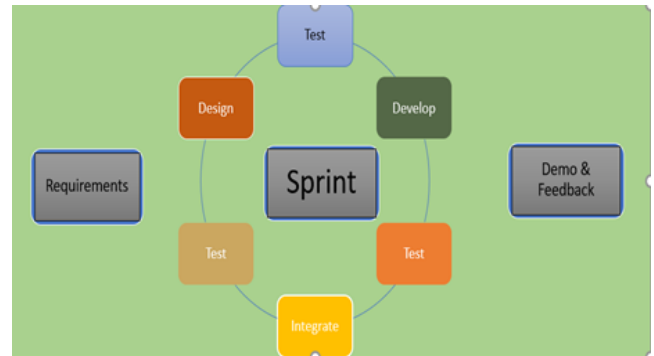 Test
Design
Develop
Requirements
Sprint
Demo &
Feedback
Test
Test
Integrate